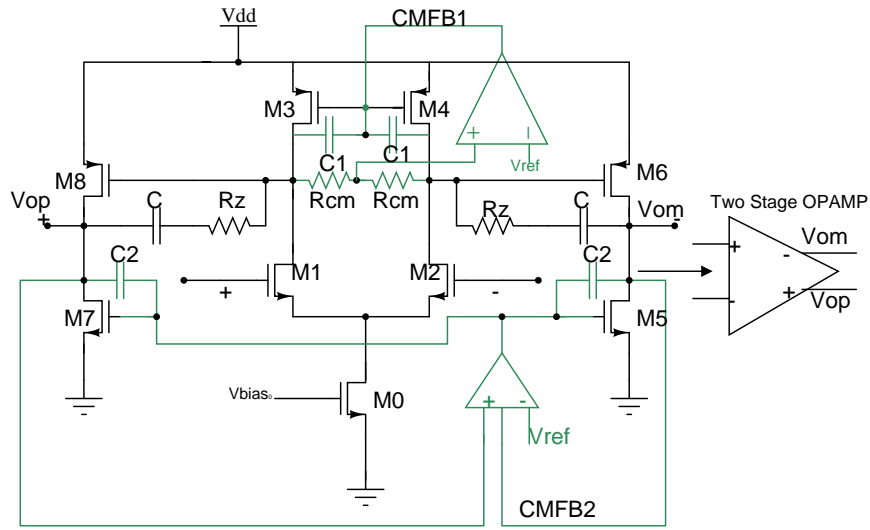 Vdd
CMFB1
M3
M4
+
−
Vref
C1
C1
M8
M6
Vop
+
C
Rz
Rcm
Rcm
Rz
C
Vom
-
Two Stage OPAMP
+
-
Vom
-
+
Vop
C2
M1
M2
C2
+
-
M7
M5
Vbias
M0
+
+
-
Vref
CMFB2